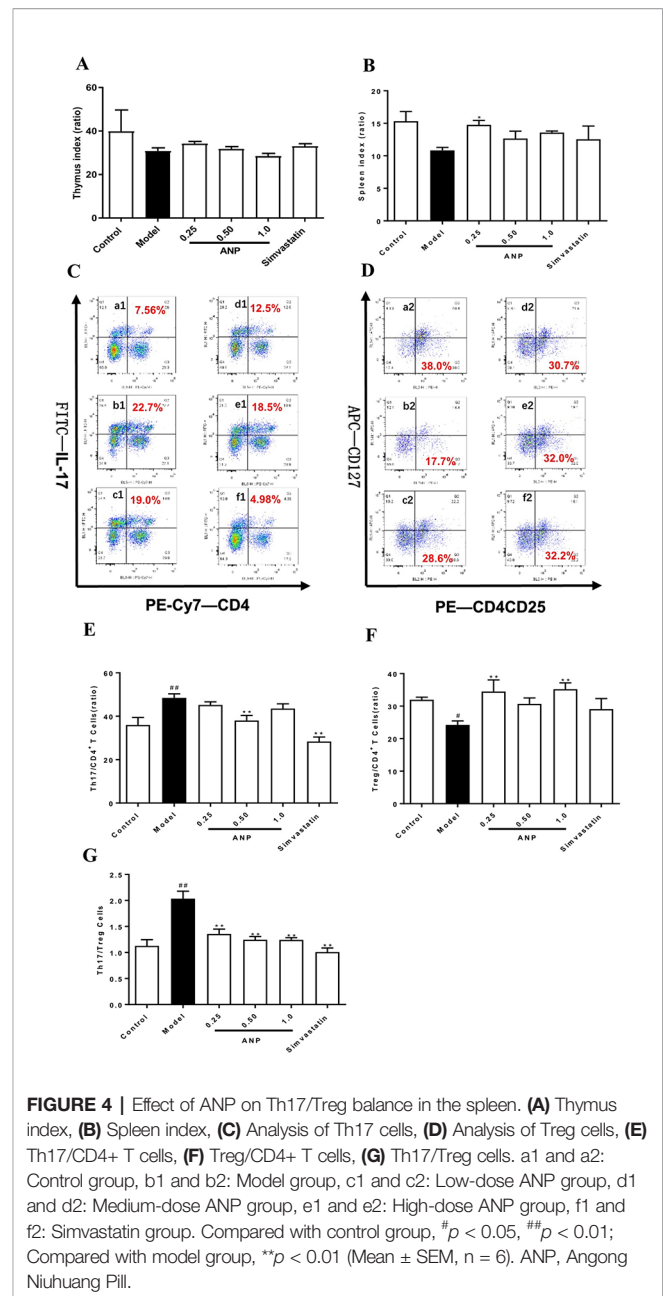 A
Thymus index (ratio)
60
40
20
0
Control
Model
0.25
0.50
1.0
Simvastatin
ANP
B
Spleen index (ratio)
20
15
10
5
0
*
Control
Model
0.25
0.50
1.0
Simvastatin
ANP
C
FITC—IL-17
a1 7.56%
d1 12.5%
b1 22.7%
e1 18.5%
c1 19.0%
f1 4.98%
PE-Cy7—CD4
D
APC—CD127
a2
38.0%
d2
30.7%
b2
17.7%
e2
32.0%
c2
28.6%
f2
32.2%
PE—CD4CD25
E
Th17/CD4+ T Cells(ratio)
60
40
20
0
##
**
**
Control
Model
0.25
0.50
1.0
Simvastatin
ANP
F
Treg/CD4+ T Cells(ratio)
40
30
20
10
0
#
**
**
Control
Model
0.25
0.50
1.0
Simvastatin
ANP
G
Th17/Treg Cells
2.5
2.0
1.5
1.0
0.5
0.0
##
**
**
**
**
Control
Model
0.25
0.50
1.0
Simvastatin
ANP
FIGURE 4 | Effect of ANP on Th17/Treg balance in the spleen. (A) Thymus
index, (B) Spleen index, (C) Analysis of Th17 cells, (D) Analysis of Treg cells, (E)
Th17/CD4+ T cells, (F) Treg/CD4+ T cells, (G) Th17/Treg cells. a1 and a2:
Control group, b1 and b2: Model group, c1 and c2: Low-dose ANP group, d1
and d2: Medium-dose ANP group, e1 and e2: High-dose ANP group, f1 and
f2: Simvastatin group. Compared with control group, #p < 0.05, ##p < 0.01;
Compared with model group, **p < 0.01 (Mean ± SEM, n = 6). ANP, Angong
Niuhuang Pill.